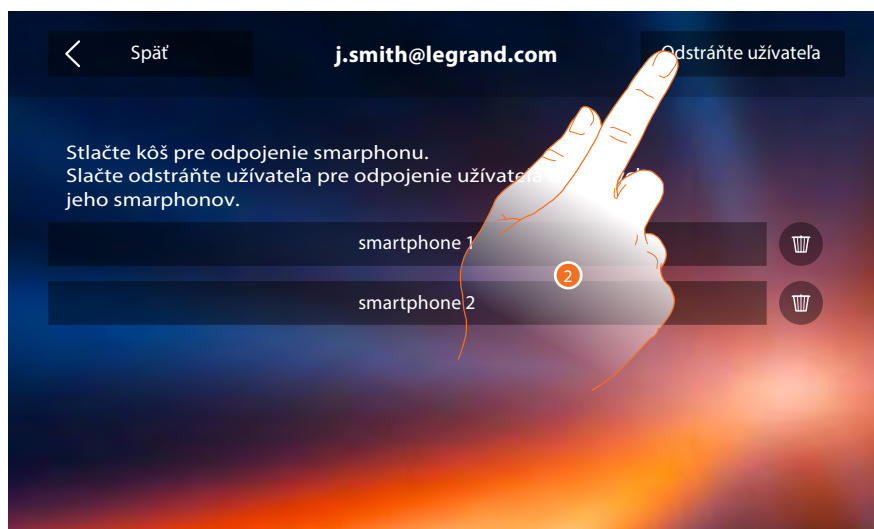 Späť
j.smith@legrand.com
Odstráňte užívateľa
Stlačte kôš pre odpojenie smarphonu.
Slačte odstráňte užívateľa pre odpojenie užívateľa
jeho smarphonov.
smartphone 1
2
smartphone 2